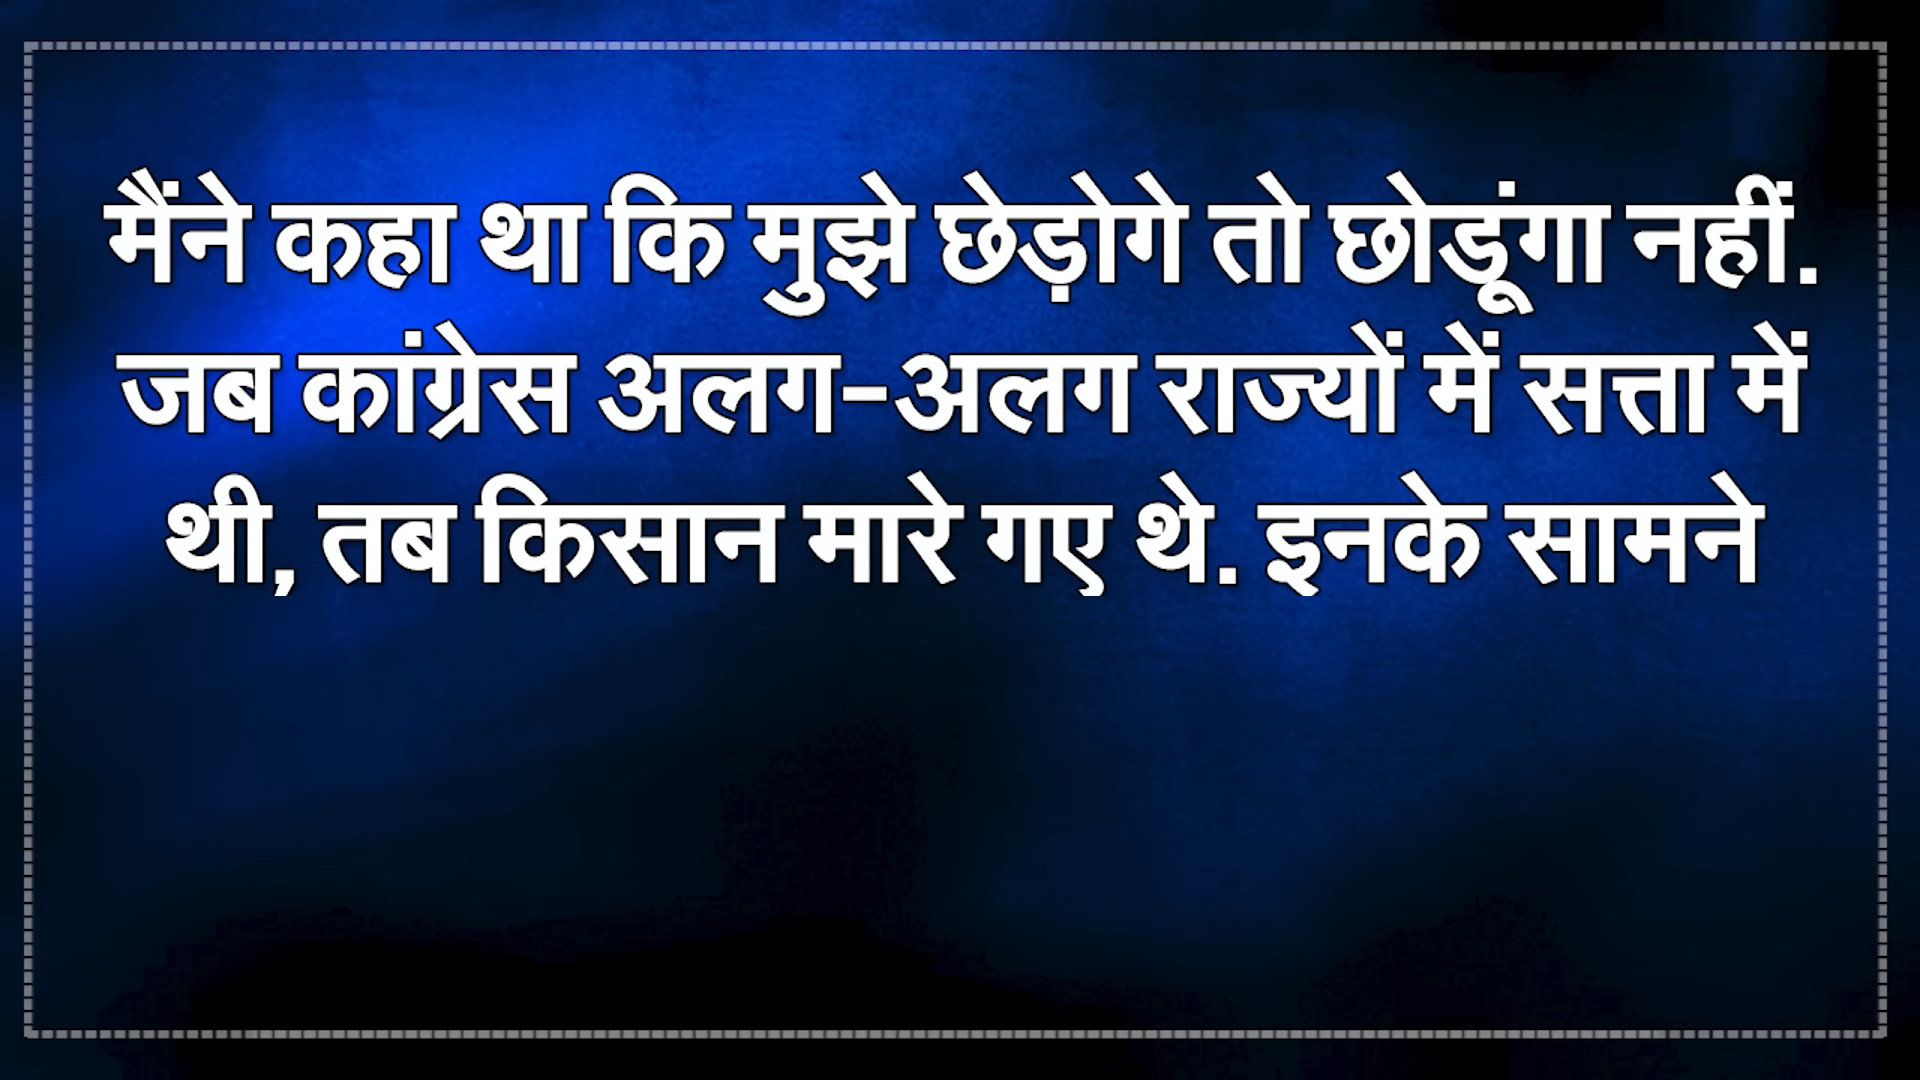 मैंने कहा था कि मुझे छेड़ोगे तो छोडूंगा नहीं.
जब कांग्रेस अलग-अलग राज्यों में सत्ता में
थी, तब किसान मारे गए थे. इनके सामने